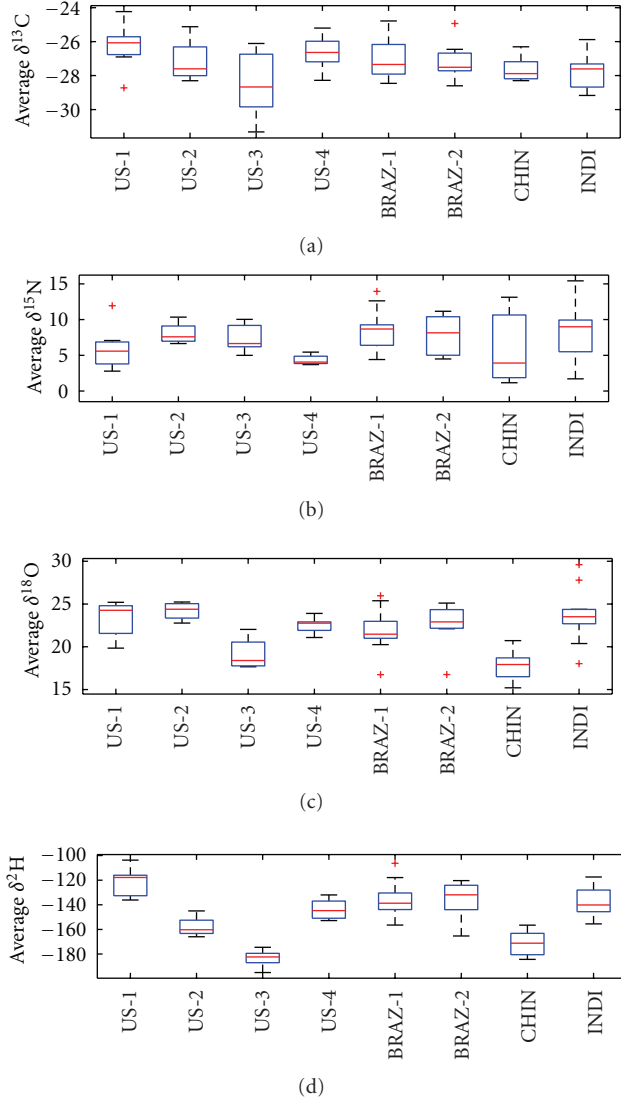 −24
−26
−28
−30
Average δ¹³C
US-1
US-2
US-3
US-4
BRAZ-1
BRAZ-2
CHIN
INDI
(a)
15
10
5
0
Average δ¹⁵N
US-1
US-2
US-3
US-4
BRAZ-1
BRAZ-2
CHIN
INDI
(b)
30
25
20
15
Average δ¹⁸O
US-1
US-2
US-3
US-4
BRAZ-1
BRAZ-2
CHIN
INDI
(c)
−100
−120
−140
−160
−180
Average δ²H
US-1
US-2
US-3
US-4
BRAZ-1
BRAZ-2
CHIN
INDI
(d)